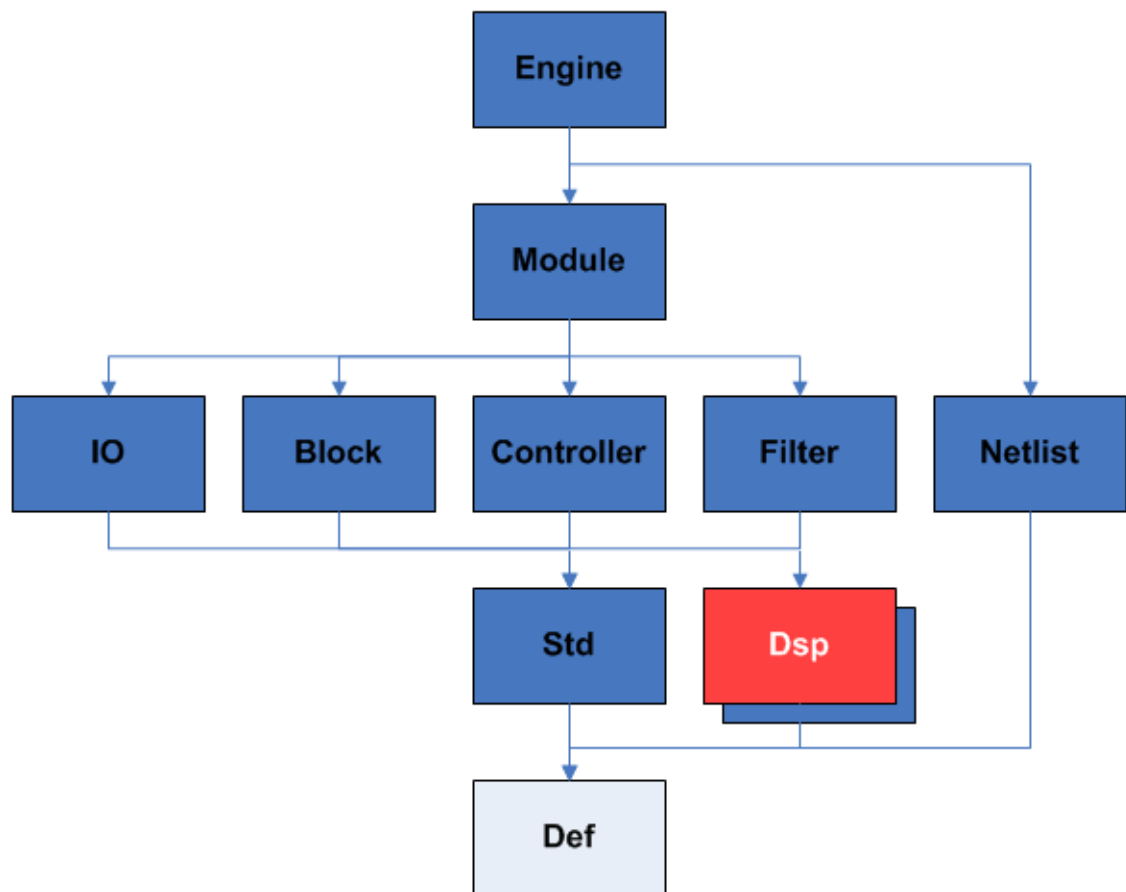 Engine
Module
IO
Block
Controller
Filter
Netlist
Std
Dsp
Def